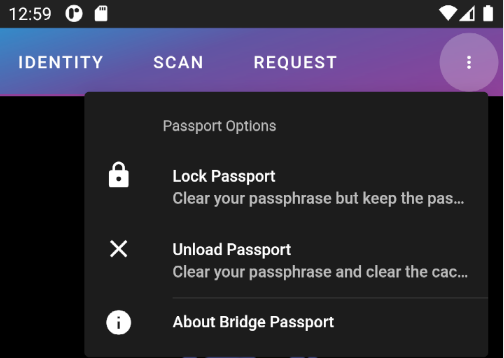 12:59
IDENTITY SCAN REQUEST
Passport Options
Lock Passport
Clear your passphrase but keep the pas...
Unload Passport
Clear your passphrase and clear the cac...
About Bridge Passport